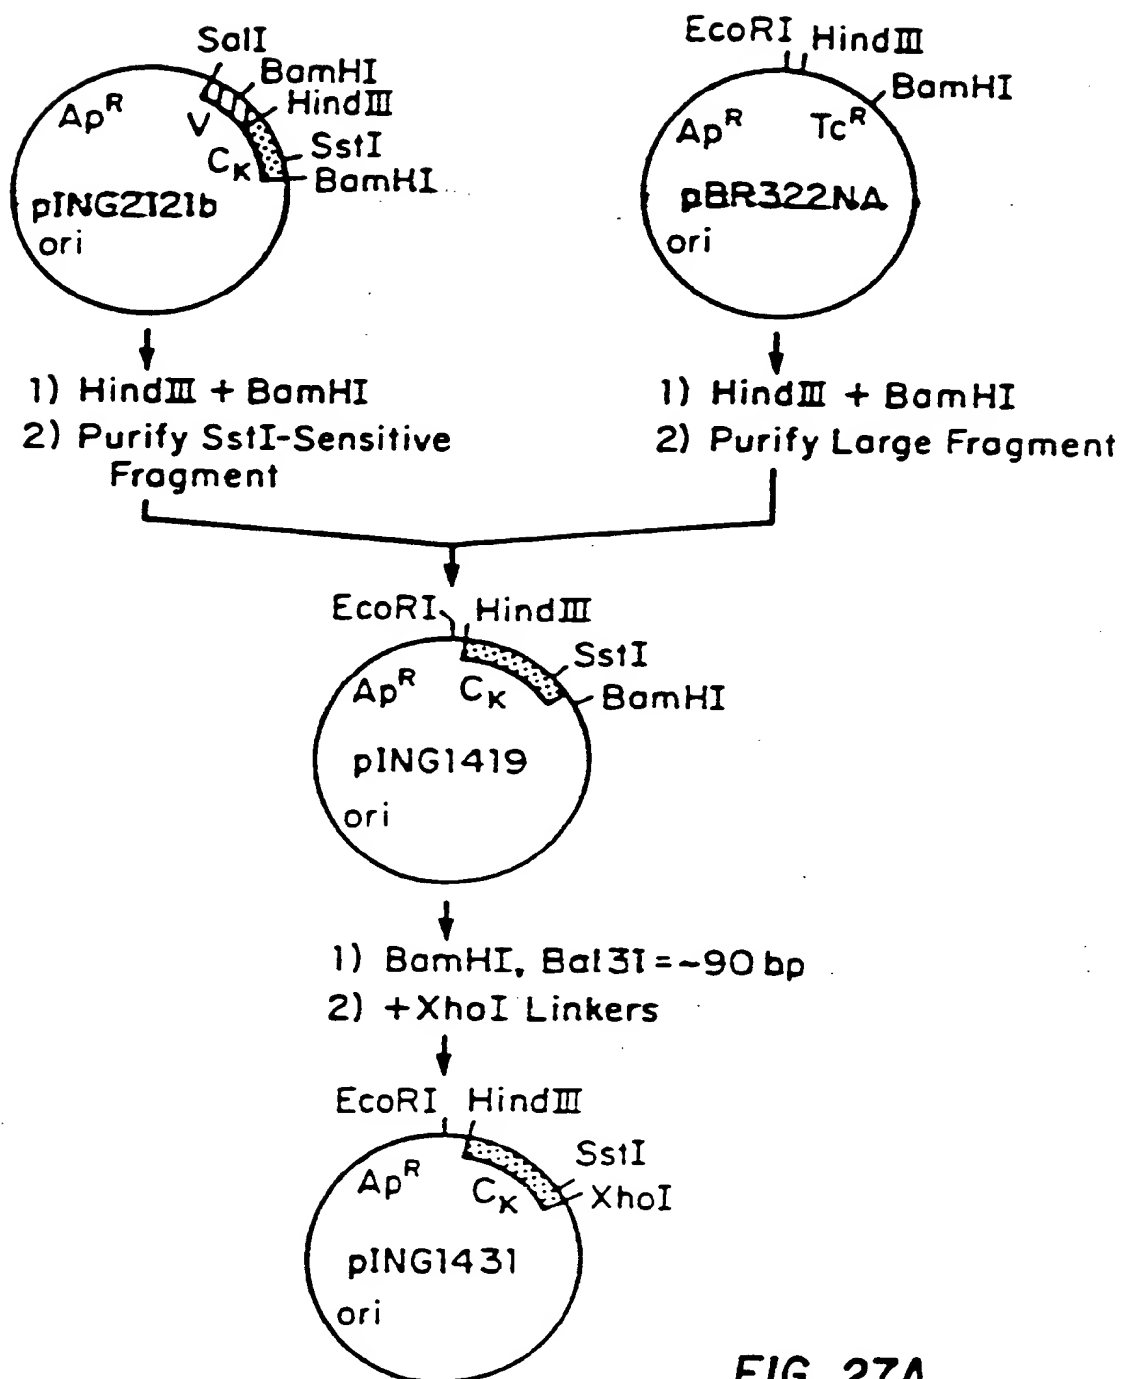 SalI
BamHI
HindIII
Ap^R
V
C_K
SstI
BamHI
pING2121b
ori
EcoRI HindIII
BamHI
Ap^R Tc^R
pBR322NA
ori
1) HindIII + BamHI
2) Purify SstI-Sensitive
Fragment
1) HindIII + BamHI
2) Purify Large Fragment
EcoRI HindIII
SstI
Ap^R C_K BamHI
pING1419
ori
1) BamHI, Bal31=~90 bp
2) +XhoI Linkers
EcoRI HindIII
SstI
Ap^R C_K XhoI
pING1431
ori
FIG. 27A